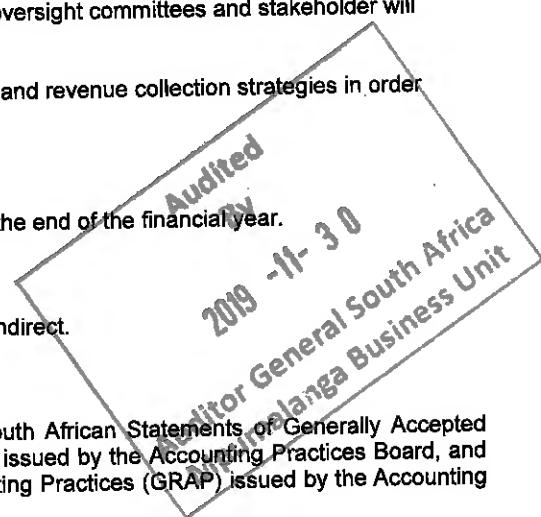 oversight committees and stakeholder will
and revenue collection strategies in order
the end of the financial year.
ndirect.
outh African Statements of Generally Accepted
issued by the Accounting Practices Board, and
ting Practices (GRAP) issued by the Accounting
Audited
By
2019 -11- 30
Auditor General South Africa
Mpumalanga Business Unit